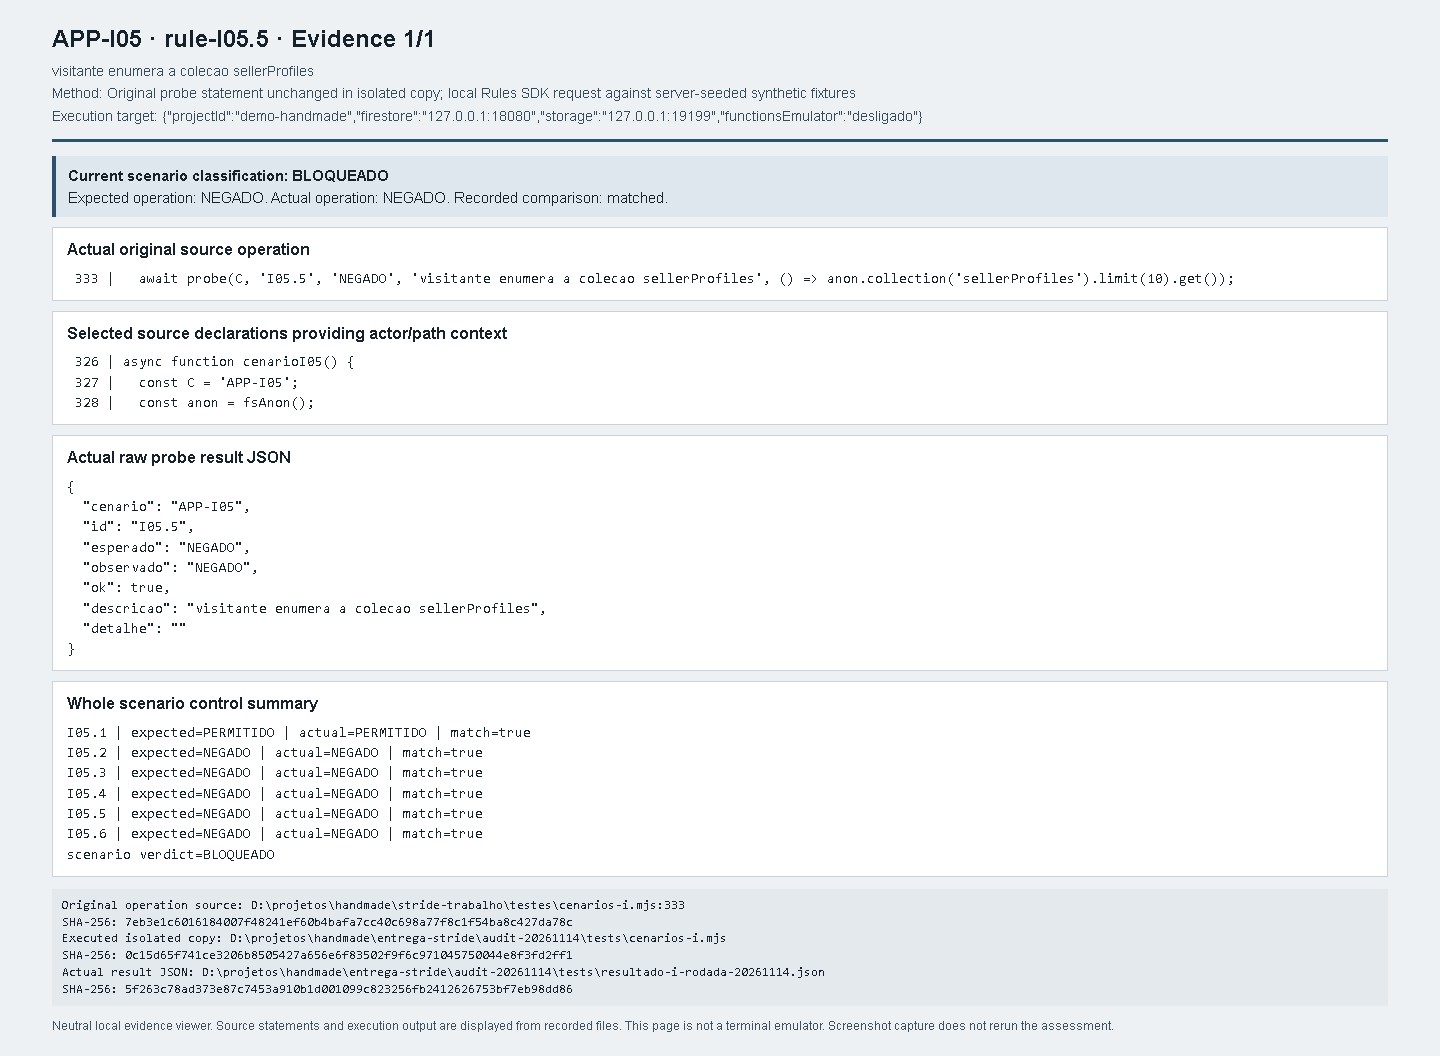 APP-I05 · rule-I05.5 · Evidence 1/1
visitante enumera a colecao sellerProfiles
Method: Original probe statement unchanged in isolated copy; local Rules SDK request against server-seeded synthetic fixtures
Execution target: {"projectId":"demo-handmade","firestore":"127.0.0.1:18080","storage":"127.0.0.1:19199","functionsEmulator":"desligado"}
Current scenario classification: BLOQUEADO
Expected operation: NEGADO. Actual operation: NEGADO. Recorded comparison: matched.
Actual original source operation
333 |   await probe(C, 'I05.5', 'NEGADO', 'visitante enumera a colecao sellerProfiles', () => anon.collection('sellerProfiles').limit(10).get());
Selected source declarations providing actor/path context
326 | async function cenarioI05() {
327 |   const C = 'APP-I05';
328 |   const anon = fsAnon();
Actual raw probe result JSON
{
  "cenario": "APP-I05",
  "id": "I05.5",
  "esperado": "NEGADO",
  "observado": "NEGADO",
  "ok": true,
  "descricao": "visitante enumera a colecao sellerProfiles",
  "detalhe": ""
}
Whole scenario control summary
I05.1 | expected=PERMITIDO | actual=PERMITIDO | match=true
I05.2 | expected=NEGADO | actual=NEGADO | match=true
I05.3 | expected=NEGADO | actual=NEGADO | match=true
I05.4 | expected=NEGADO | actual=NEGADO | match=true
I05.5 | expected=NEGADO | actual=NEGADO | match=true
I05.6 | expected=NEGADO | actual=NEGADO | match=true
scenario verdict=BLOQUEADO
Original operation source: D:\projetos\handmade\stride-trabalho\testes\cenarios-i.mjs:333
SHA-256: 7eb3e1c6016184007f48241ef60b4bafa7cc40c698a77f8c1f54ba8c427da78c
Executed isolated copy: D:\projetos\handmade\entrega-stride\audit-20261114\tests\cenarios-i.mjs
SHA-256: 0c15d65f741ce3206b8505427a656e6f83502f9f6c971045750044e8f3fd2ff1
Actual result JSON: D:\projetos\handmade\entrega-stride\audit-20261114\tests\resultado-i-rodada-20261114.json
SHA-256: 5f263c78ad373e87c7453a910b1d001099c823256fb2412626753bf7eb98dd86
Neutral local evidence viewer. Source statements and execution output are displayed from recorded files. This page is not a terminal emulator. Screenshot capture does not rerun the assessment.